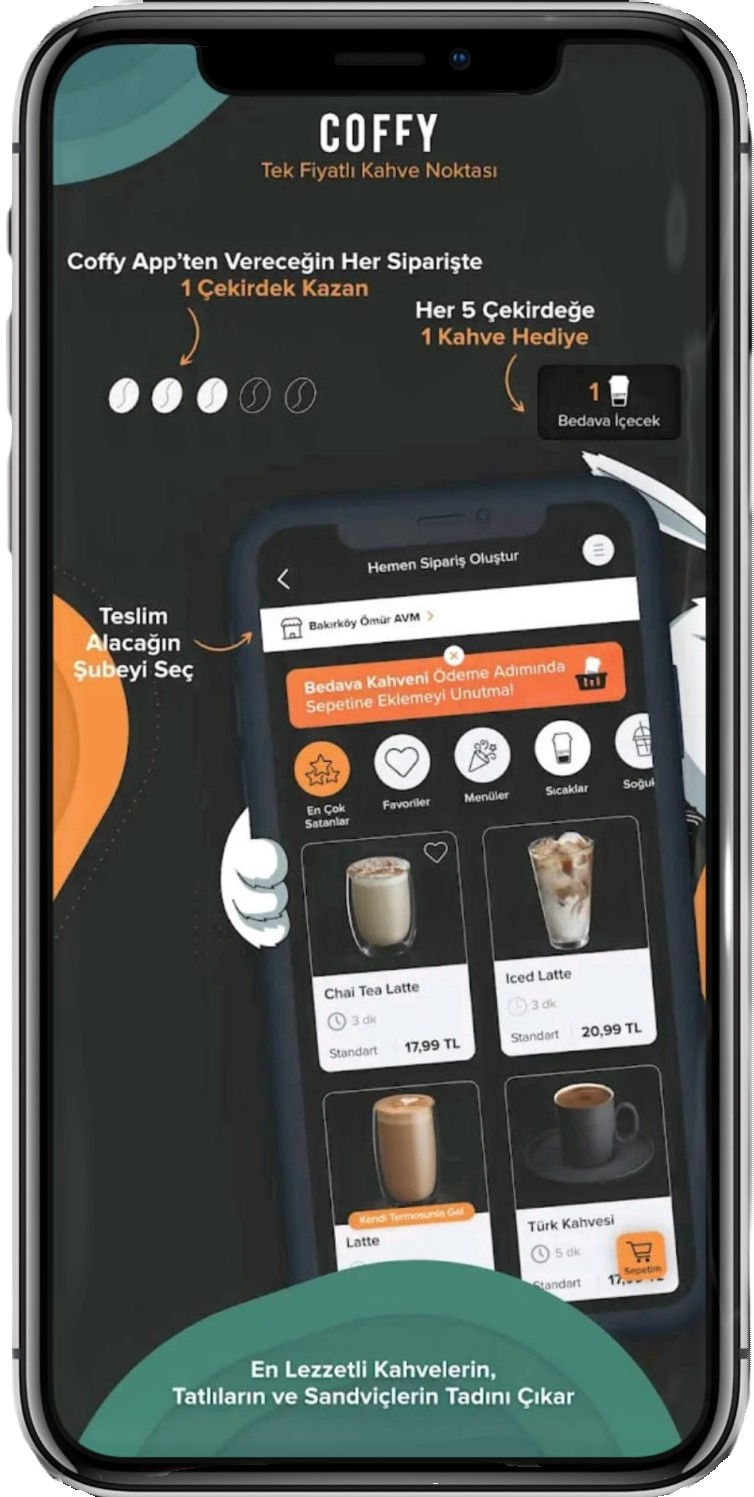 COFFY
Tek Fiyatlı Kahve Noktası
Coffy App'ten Vereceğin Her Siparişte
1 Çekirdek Kazan
Her 5 Çekirdeğe
1 Kahve Hediye
1
Bedava İçecek
Hemen Sipariş Oluştur
Teslim
Alacağın
Şubeyi Seç
Bakırköy Ömür AVM
Bedava Kahveni Ödeme Adımında
Sepetine Eklemeyi Unutma!
En Çok
Satanlar
Favoriler
Menüler
Sıcaklar
Soğuk
Chai Tea Latte
3 dk
Standart 17,99 TL
Iced Latte
3 dk
Standart 20,99 TL
Kendi Termosunla Gel
Latte
Türk Kahvesi
5 dk
Standart
Sepetim
En Lezzetli Kahvelerin,
Tatlıların ve Sandviçlerin Tadını Çıkar